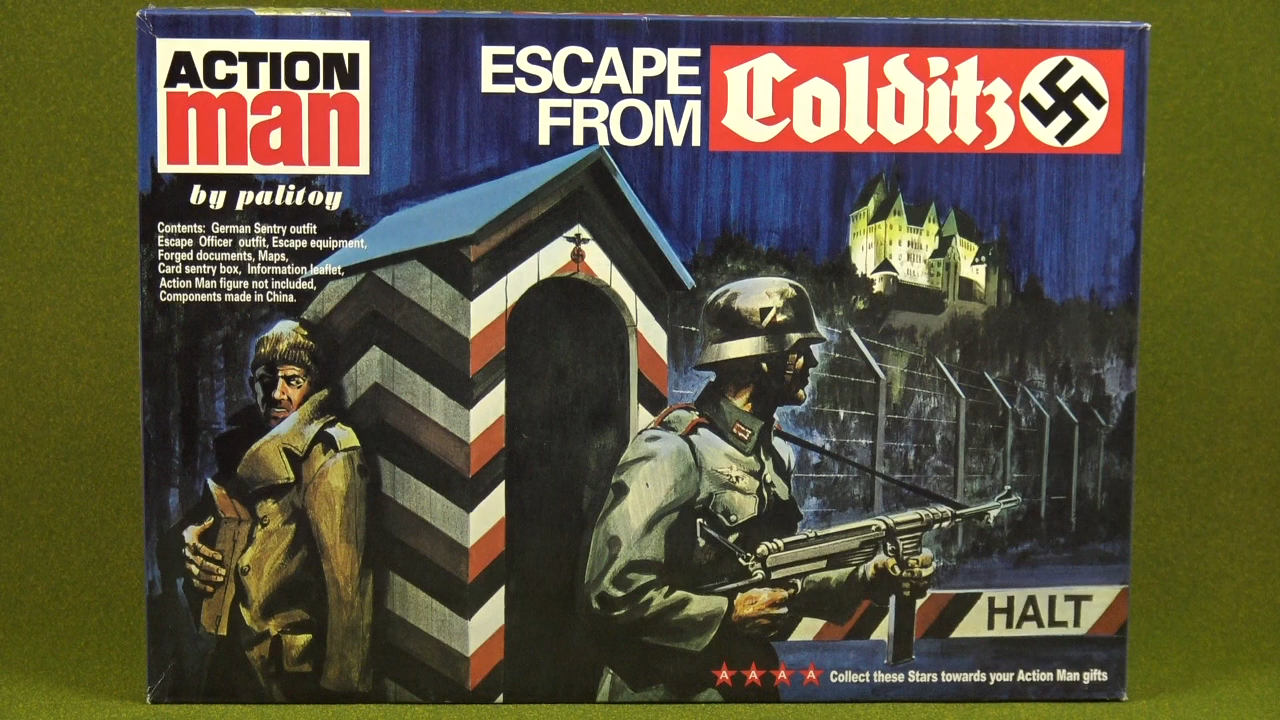 ACTION
man
by palitoy
ESCAPE
FROM
Colditz
Contents: German Sentry outfit
Escape Officer outfit, Escape equipment,
Forged documents, Maps,
Card sentry box, Information leaflet,
Action Man figure not included,
Components made in China.
HALT
A A A A Collect these Stars towards your Action Man gifts